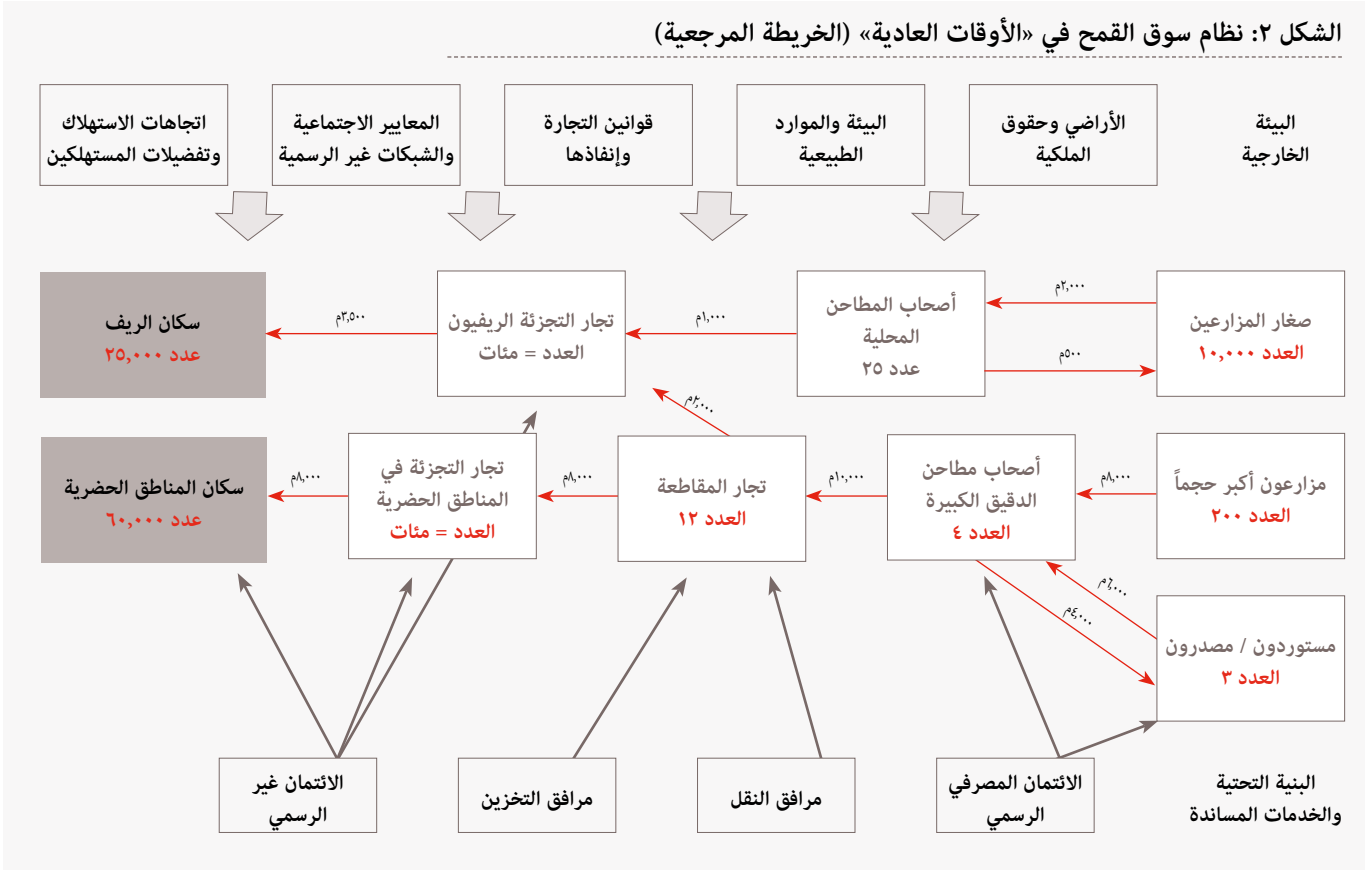 الشكل ٢: نظام سوق القمح في «الأوقات العادية» (الخريطة المرجعية)
البيئة
الخارجية
الأراضي وحقوق
الملكية
البيئة والموارد
الطبيعية
قوانين التجارة
وإنفاذها
المعايير الاجتماعية
والشبكات غير الرسمية
اتجاهات الاستهلاك
وتفضيلات المستهلكين
صغار المزارعين
العدد ١٠,٠٠٠
٢,٠٠٠م
٥٠٠م
أصحاب المطاحن
المحلية
عدد ٢٥
١,٠٠٠م
تجار التجزئة الريفيون
العدد = مئات
٣,٥٠٠م
سكان الريف
عدد ٢٥,٠٠٠
٢,٠٠٠م
مزارعون أكبر حجماً
العدد ٢٠٠
٨,٠٠٠م
أصحاب مطاحن
الدقيق الكبيرة
العدد ٤
١٠,٠٠٠م
تجار المقاطعة
العدد ١٢
٨,٠٠٠م
تجار التجزئة في
المناطق الحضرية
العدد = مئات
٨,٠٠٠م
سكان المناطق الحضرية
عدد ٦٠,٠٠٠
٦,٠٠٠م
٤,٠٠٠م
مستوردون / مصدرون
العدد ٣
البنية التحتية
والخدمات المساندة
الائتمان المصرفي
الرسمي
مرافق النقل
مرافق التخزين
الائتمان غير
الرسمي